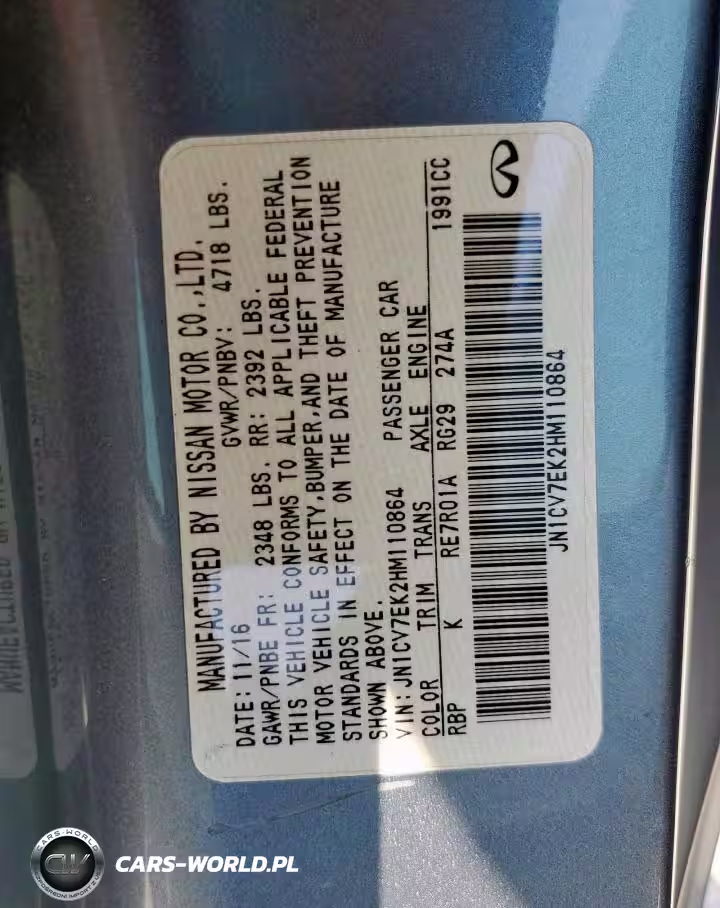 MANUFACTURED BY NISSAN MOTOR CO.,LTD.
DATE: 11/16 GVWR/PNBV: 4718 LBS.
GAWR/PNBE FR: 2348 LBS. RR: 2392 LBS.
THIS VEHICLE CONFORMS TO ALL APPLICABLE FEDERAL
MOTOR VEHICLE SAFETY,BUMPER,AND THEFT PREVENTION
STANDARDS IN EFFECT ON THE DATE OF MANUFACTURE
SHOWN ABOVE.
VIN: JN1CV7EK2HM110864 PASSENGER CAR
COLOR TRIM TRANS AXLE ENGINE
RBP K RE7R01A RG29 274A 1991CC
JN1CV7EK2HM110864
CARS-WORLD
CW
CARS-WORLD.PL